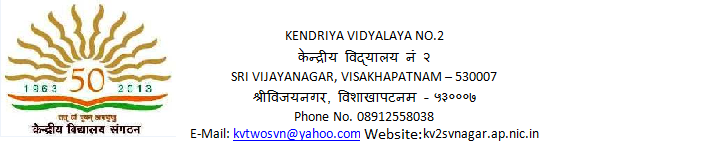 KENDRIYA VIDYALAYA NO.2
केन्द्रीय विद्यालय नं २
SRI VIJAYANAGAR, VISAKHAPATNAM – 530007
श्रीविजयनगर, विशाखापटनम - ५३०००७
Phone No. 08912558038
E-Mail: kvtwosvn@yahoo.com Website:kv2svnagar.ap.nic.in
50
1963 2013
तत् त्वं पूषन् अपावृणु
केन्द्रीय विद्यालय संगठन